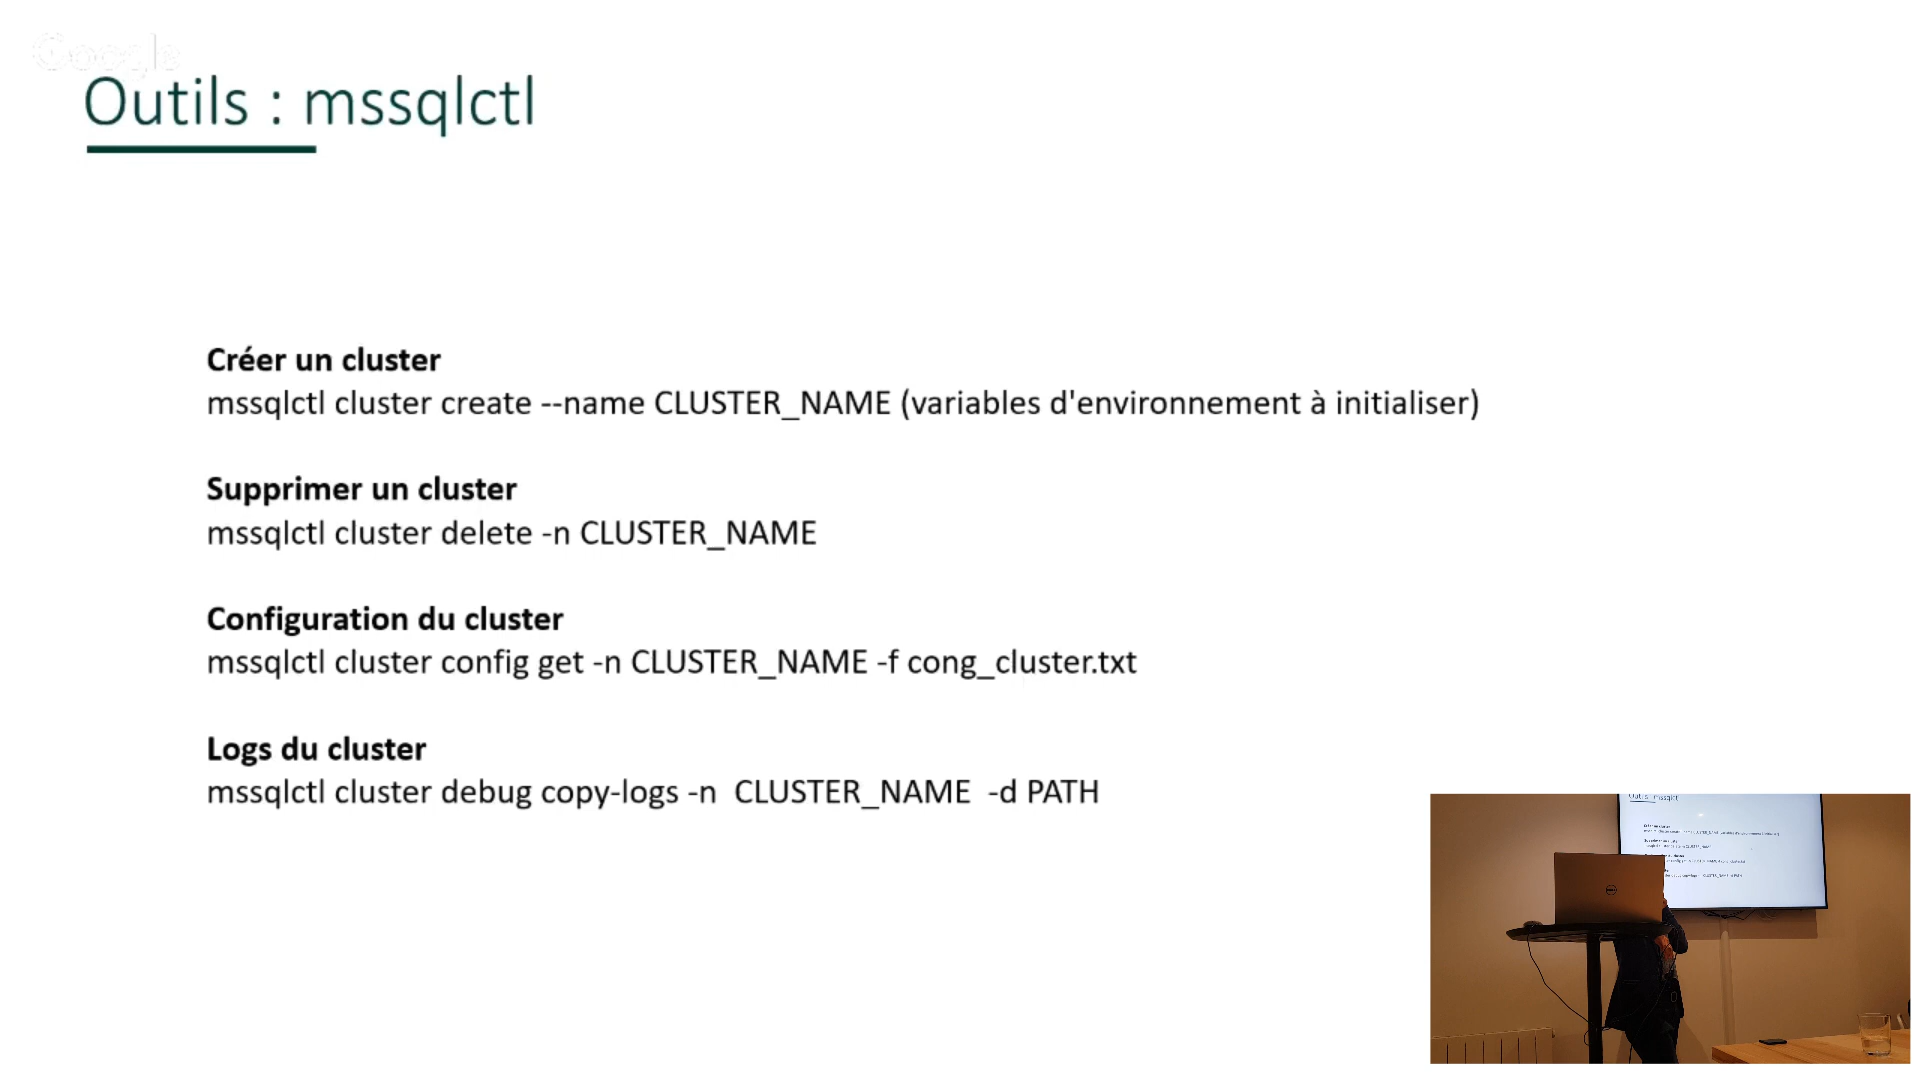 Google
Outils : mssqlctl
Créer un cluster
mssqlctl cluster create --name CLUSTER_NAME (variables d'environnement à initialiser)
Supprimer un cluster
mssqlctl cluster delete -n CLUSTER_NAME
Configuration du cluster
mssqlctl cluster config get -n CLUSTER_NAME -f cong_cluster.txt
Logs du cluster
mssqlctl cluster debug copy-logs -n  CLUSTER_NAME  -d PATH